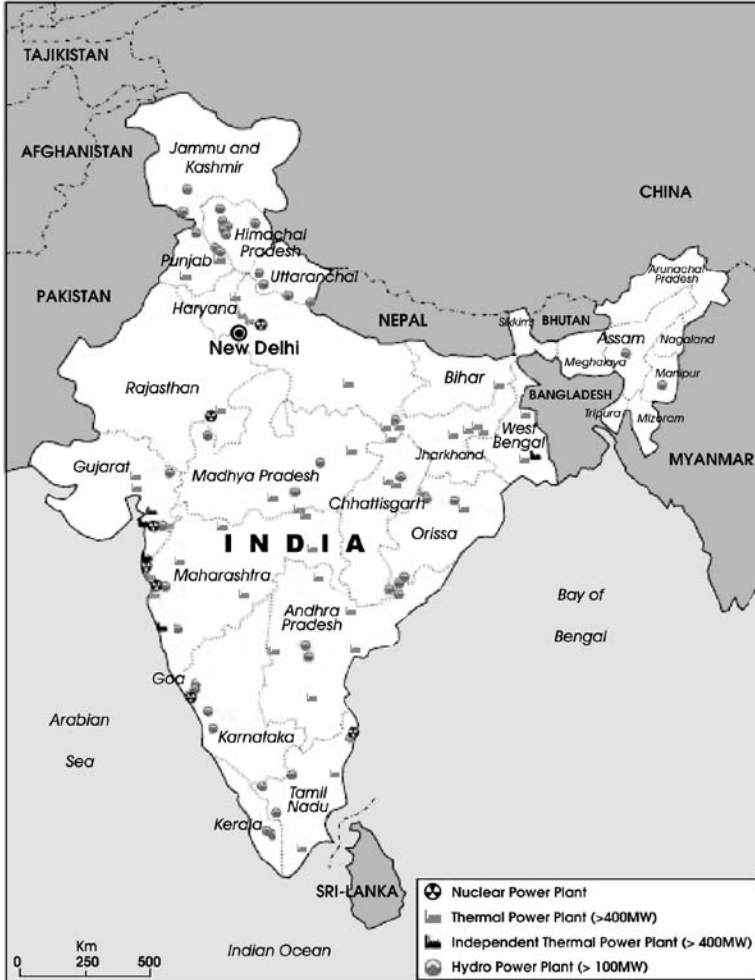 TAJIKISTAN
AFGHANISTAN
Jammu and
Kashmir
CHINA
Himachal
Pradesh
Punjab
Uttaranchal
Arunachal
Pradesh
PAKISTAN
Haryana
NEPAL
Sikkim
BHUTAN
Assam
Nagaland
New Delhi
Meghalaya
Rajasthan
Bihar
BANGLADESH
Manipur
Tripura
Mizoram
West
Bengal
Jharkhand
MYANMAR
Gujarat
Madhya Pradesh
Chhattisgarh
INDIA
Orissa
Maharashtra
Andhra
Pradesh
Bay of
Bengal
Goa
Arabian
Sea
Karnataka
Tamil
Nadu
Kerala
SRI-LANKA
Nuclear Power Plant
Thermal Power Plant (>400MW)
Independent Thermal Power Plant (> 400MW)
Hydro Power Plant (> 100MW)
Km
0 250 500
Indian Ocean